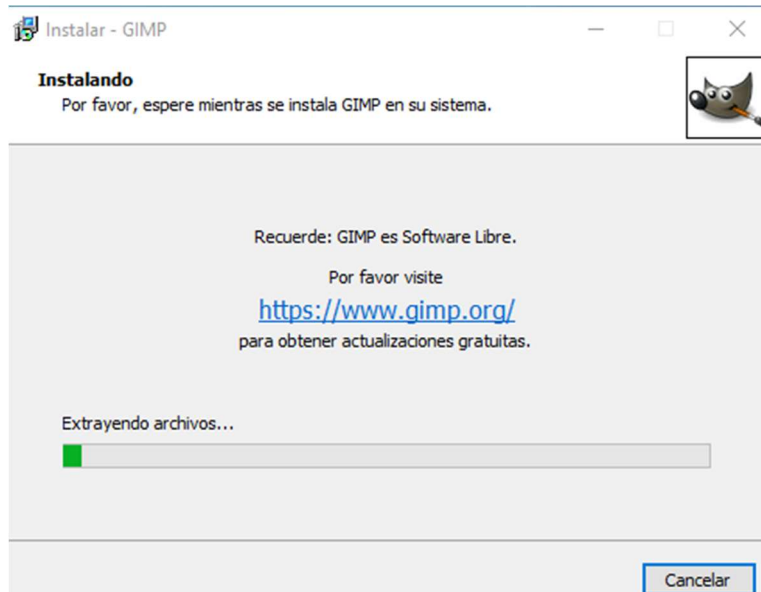 Instalar - GIMP
Instalando
Por favor, espere mientras se instala GIMP en su sistema.
Recuerde: GIMP es Software Libre.
Por favor visite
https://www.gimp.org/
para obtener actualizaciones gratuitas.
Extrayendo archivos...
Cancelar